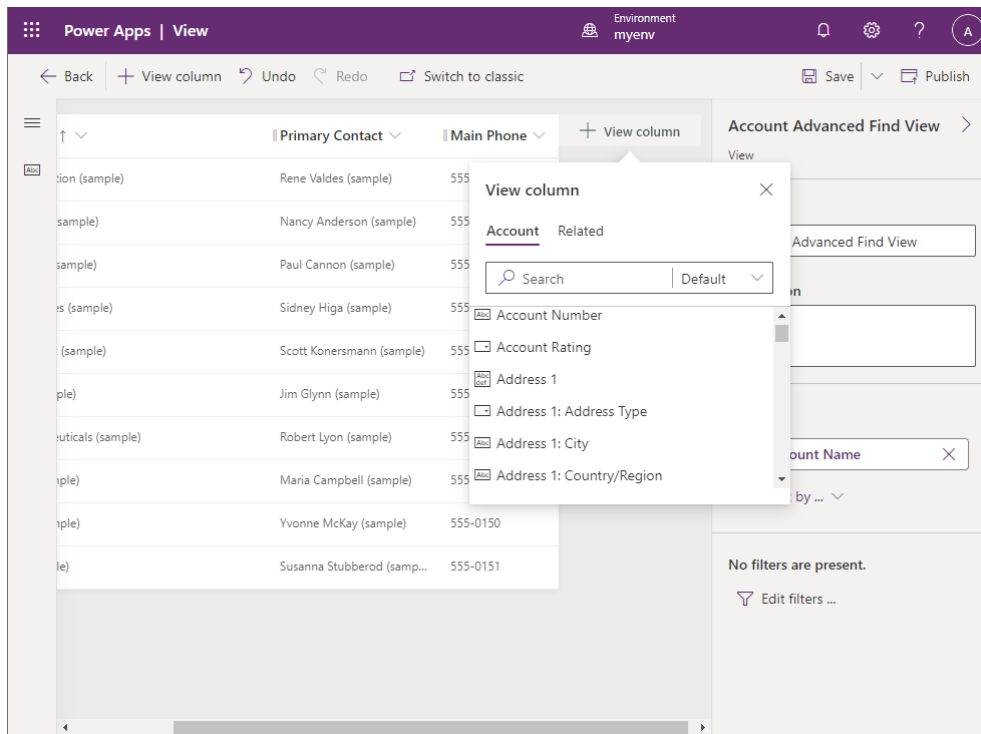 Power Apps | View
Environment
myenv
A
Back
View column
Undo
Redo
Switch to classic
Save
Publish
Abc
↑
Primary Contact
Main Phone
View column
tion (sample)
Rene Valdes (sample)
555
sample)
Nancy Anderson (sample)
555
sample)
Paul Cannon (sample)
555
es (sample)
Sidney Higa (sample)
555
(sample)
Scott Konersmann (sample)
555
ple)
Jim Glynn (sample)
555
euticals (sample)
Robert Lyon (sample)
555
nple)
Maria Campbell (sample)
555
nple)
Yvonne McKay (sample)
555-0150
le)
Susanna Stubberod (samp...
555-0151
View column
Account Related
Search
Default
Abc Account Number
Account Rating
Abc def Address 1
Address 1: Address Type
Abc Address 1: City
Abc Address 1: Country/Region
Account Advanced Find View
View
Advanced Find View
on
ount Name
by ...
No filters are present.
Edit filters ...